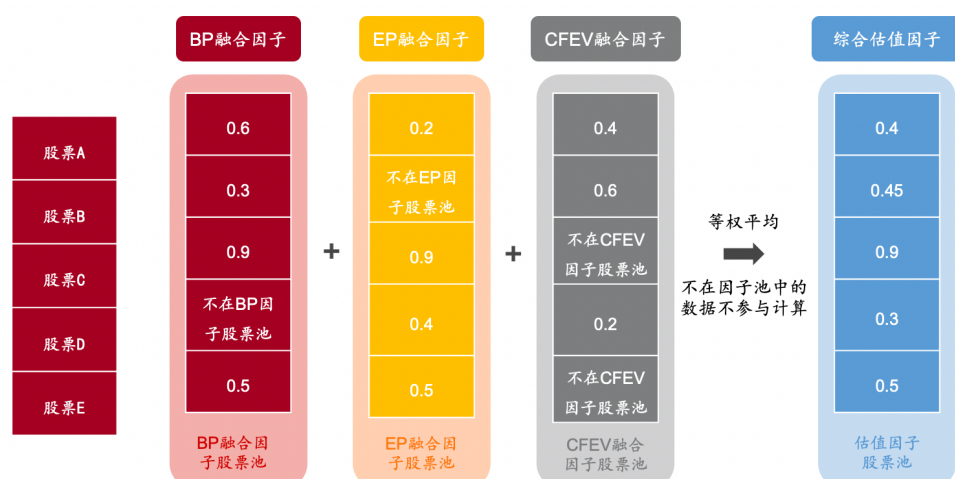 BP融合因子
EP融合因子
CFEV融合因子
综合估值因子
股票A
股票B
股票C
股票D
股票E
0.6
0.3
0.9
不在BP因
子股票池
0.5
BP融合因
子股票池
+
0.2
不在EP因
子股票池
0.9
0.4
0.5
EP融合因
子股票池
+
0.4
0.6
不在CFEV
因子股票池
0.2
不在CFEV
因子股票池
CFEV融合
因子股票池
等权平均
不在因子池中的
数据不参与计算
0.4
0.45
0.9
0.3
0.5
估值因子
股票池